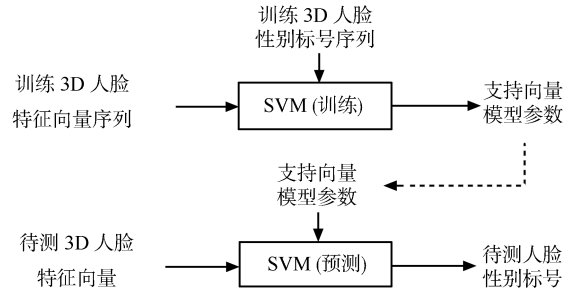 训练 3D 人脸
性别标号序列
训练 3D 人脸
特征向量序列
SVM (训练)
支持向量
模型参数
支持向量
模型参数
待测 3D 人脸
特征向量
SVM (预测)
待测人脸
性别标号